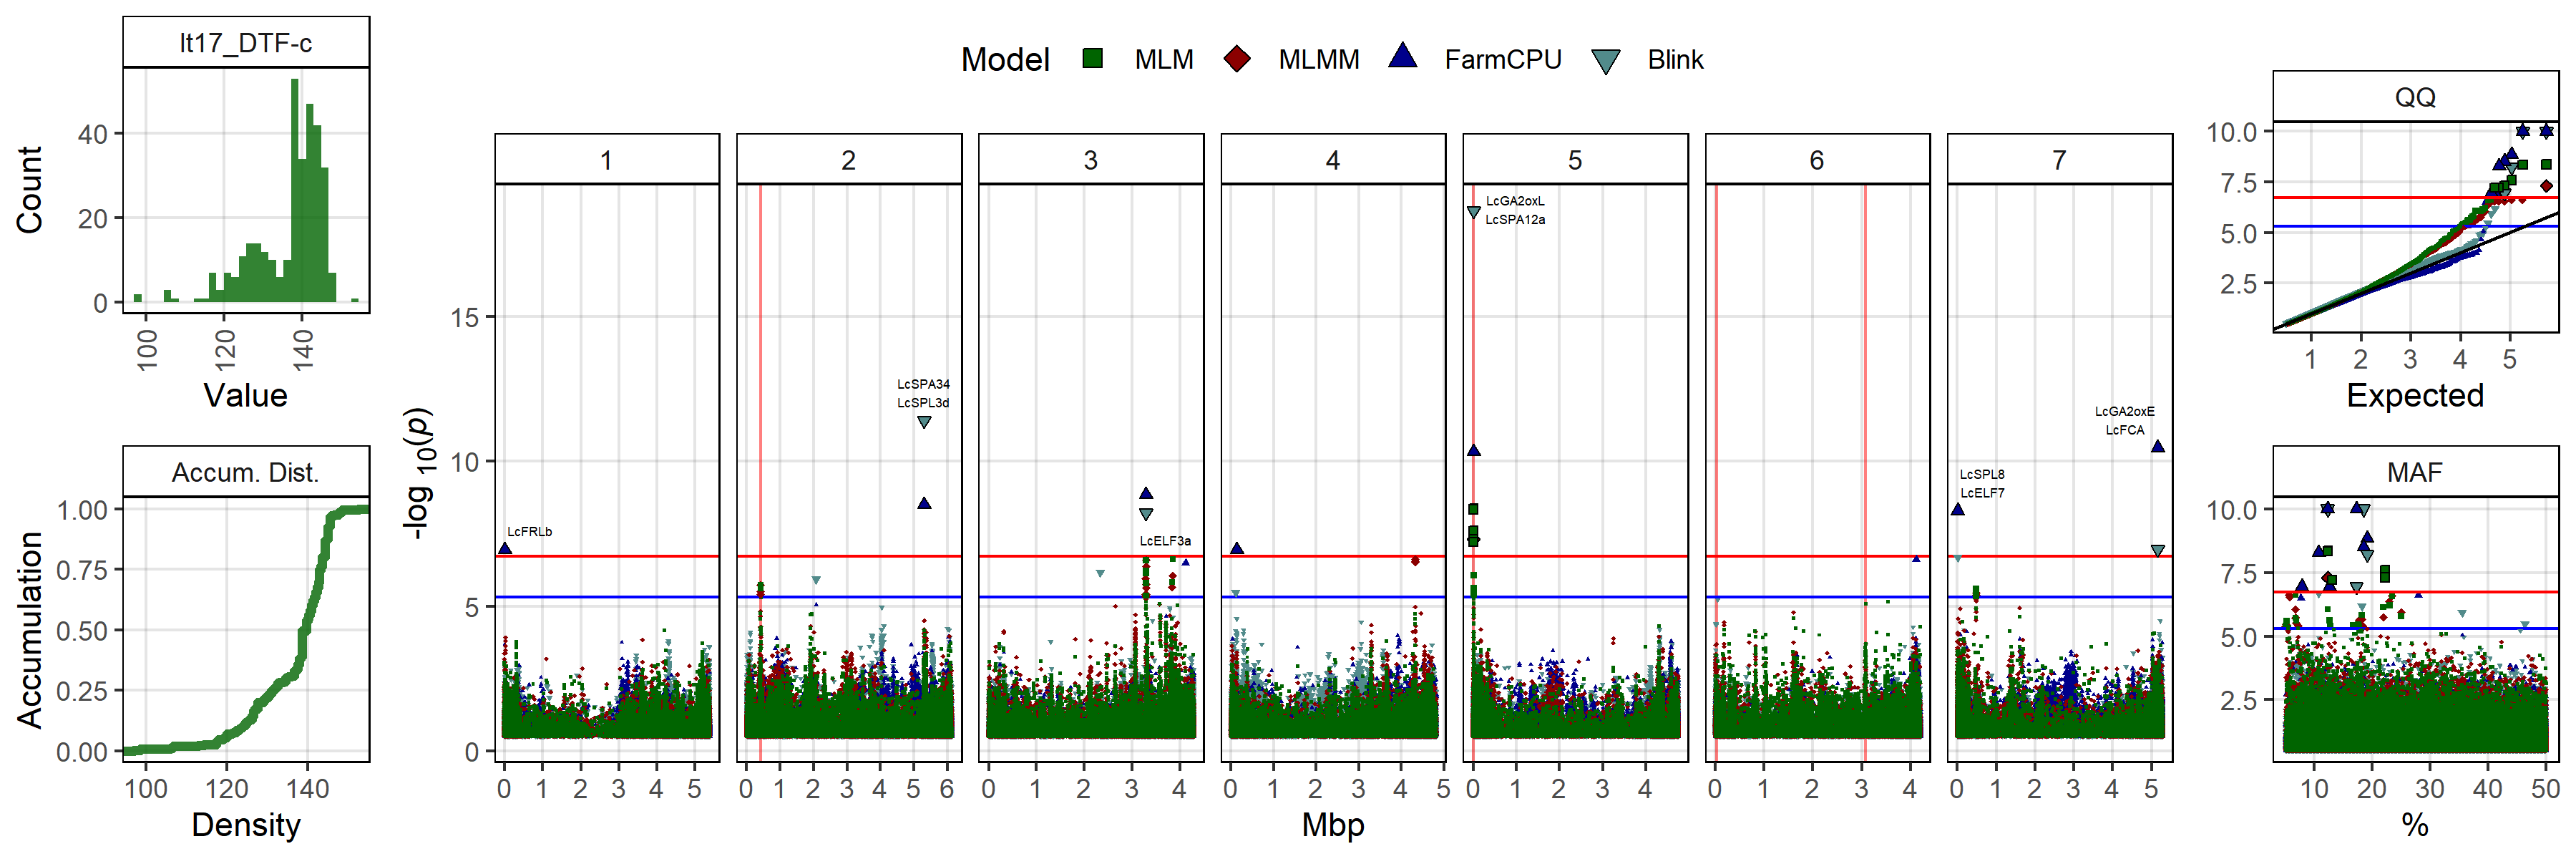 lt17_DTF-c
Count
40
20
0
100
120
140
Value
Accum. Dist.
Accumulation
1.00
0.75
0.50
0.25
0.00
100
120
140
Density
Model
MLM
MLMM
FarmCPU
Blink
-log 10(p)
15
10
5
0
1
2
3
4
5
6
7
LcFRLb
LcSPA34
LcSPL3d
LcELF3a
LcGA2oxL
LcSPA12a
LcSPL8
LcELF7
LcGA2oxE
LcFCA
0 1 2 3 4 5
0 1 2 3 4 5 6
0 1 2 3 4
0 1 2 3 4 5
0 1 2 3 4
0 1 2 3 4
0 1 2 3 4 5
Mbp
QQ
10.0
7.5
5.0
2.5
1 2 3 4 5
Expected
MAF
10.0
7.5
5.0
2.5
10 20 30 40 50
%